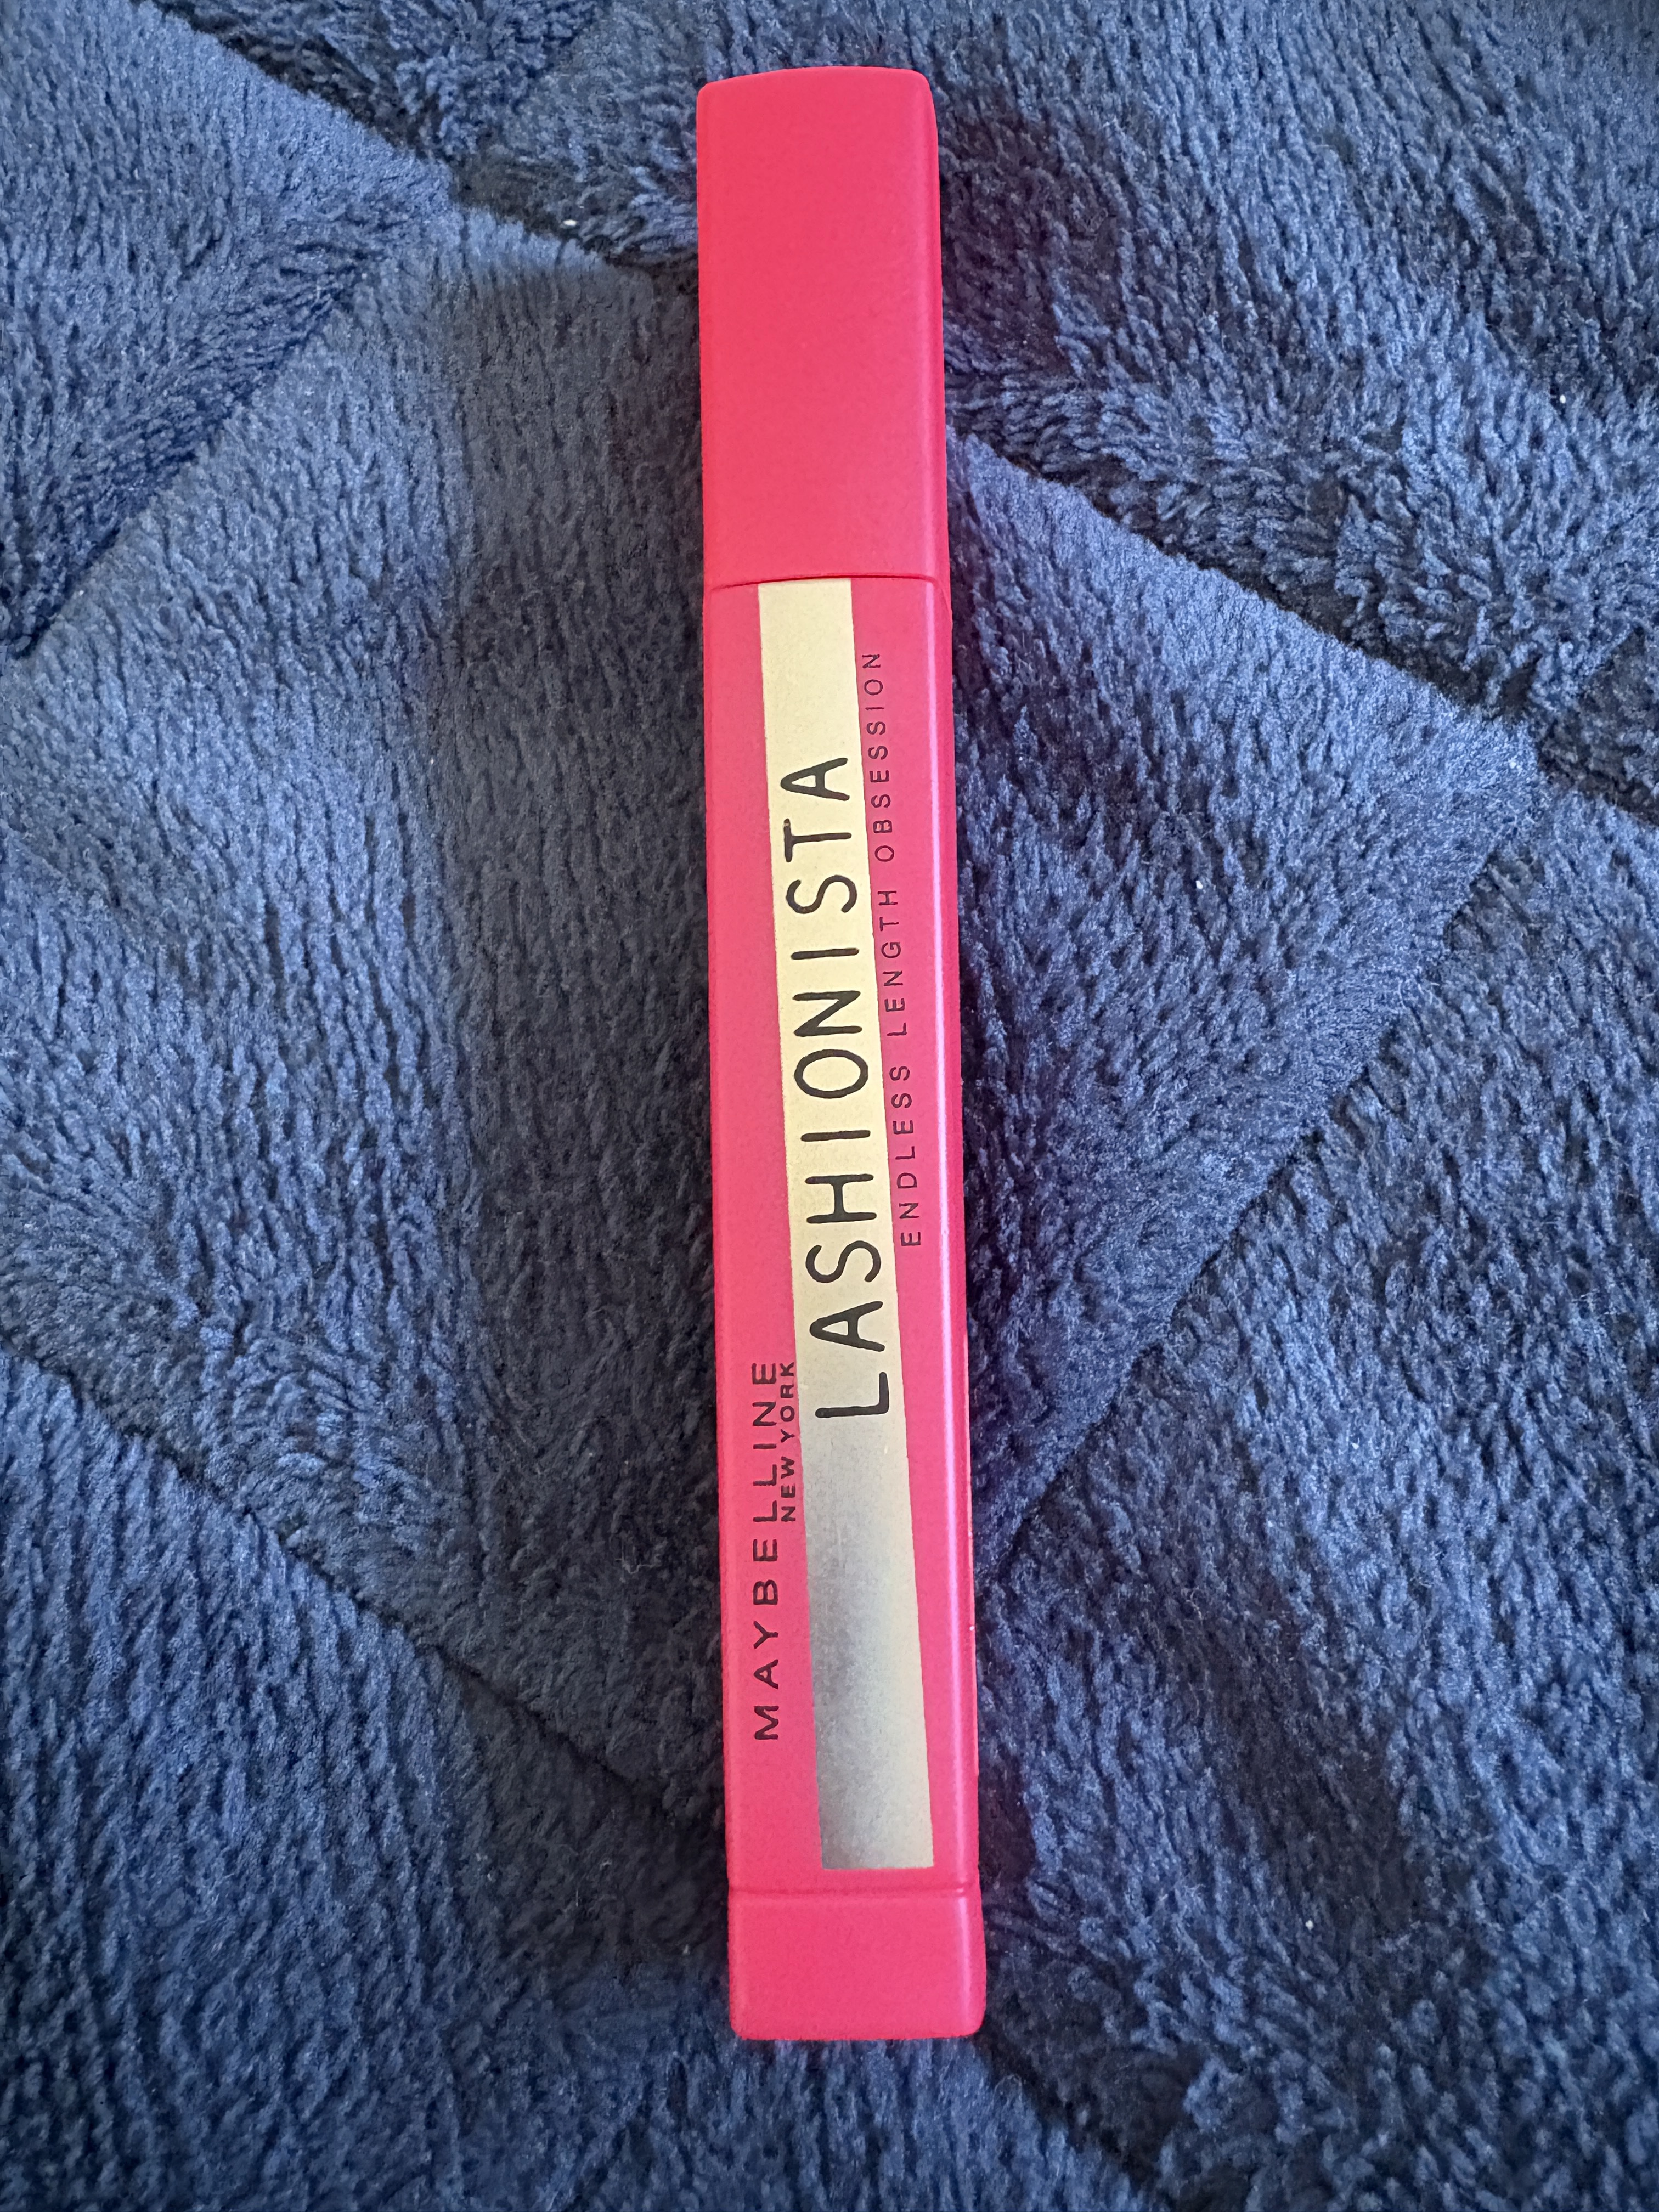 MAYBELLINE
NEW YORK
LASHIONISTA
ENDLESS LENGTH OBSESSION